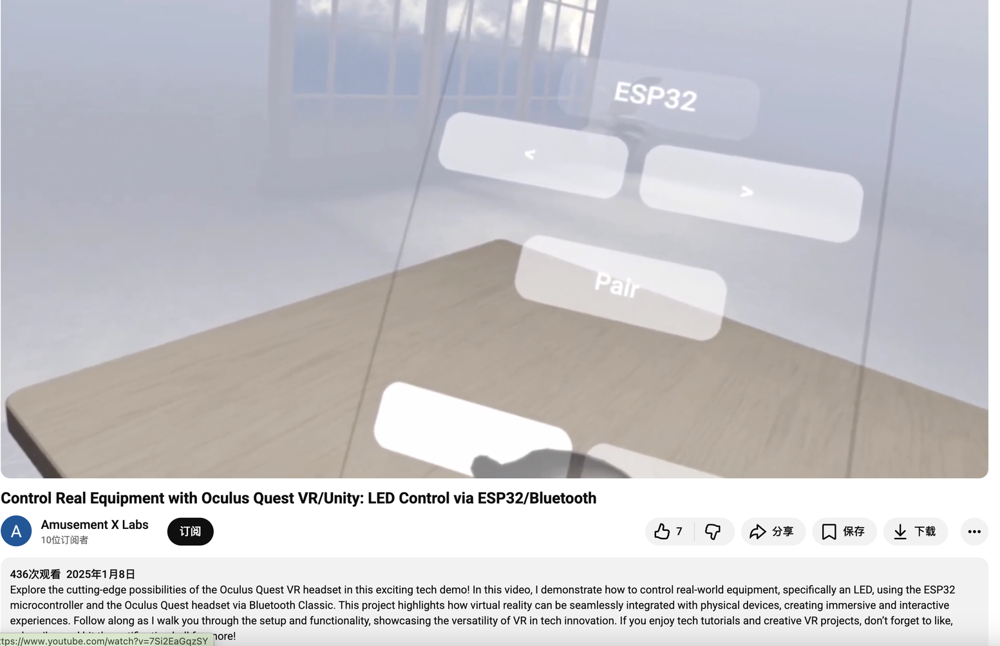 ESP32
<
>
Pair
Control Real Equipment with Oculus Quest VR/Unity: LED Control via ESP32/Bluetooth
A
Amusement X Labs
10位订阅者
订阅
7
分享
保存
下载
436次观看 2025年1月8日
Explore the cutting-edge possibilities of the Oculus Quest VR headset in this exciting tech demo! In this video, I demonstrate how to control real-world equipment, specifically an LED, using the ESP32
microcontroller and the Oculus Quest headset via Bluetooth Classic. This project highlights how virtual reality can be seamlessly integrated with physical devices, creating immersive and interactive
experiences. Follow along as I walk you through the setup and functionality, showcasing the versatility of VR in tech innovation. If you enjoy tech tutorials and creative VR projects, don’t forget to like,
more!
ttps://www.youtube.com/watch?v=7Si2EaGqzSY